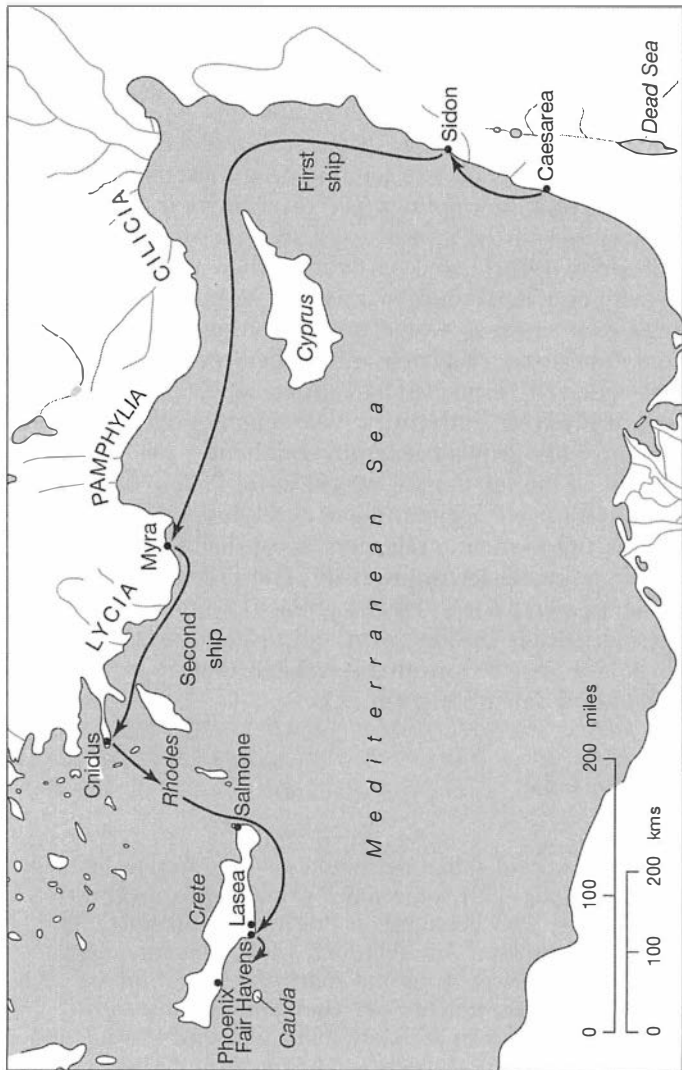 CILICIA
PAMPHYLIA
LYCIA
Cnidus
Myra
Second
ship
First
ship
Rhodes
Cyprus
Sidon
Caesarea
Dead Sea
Crete
Salmone
Lasea
Phoenix
Fair Havens
Cauda
Mediterranean Sea
0 100 200 miles
0 100 200 kms